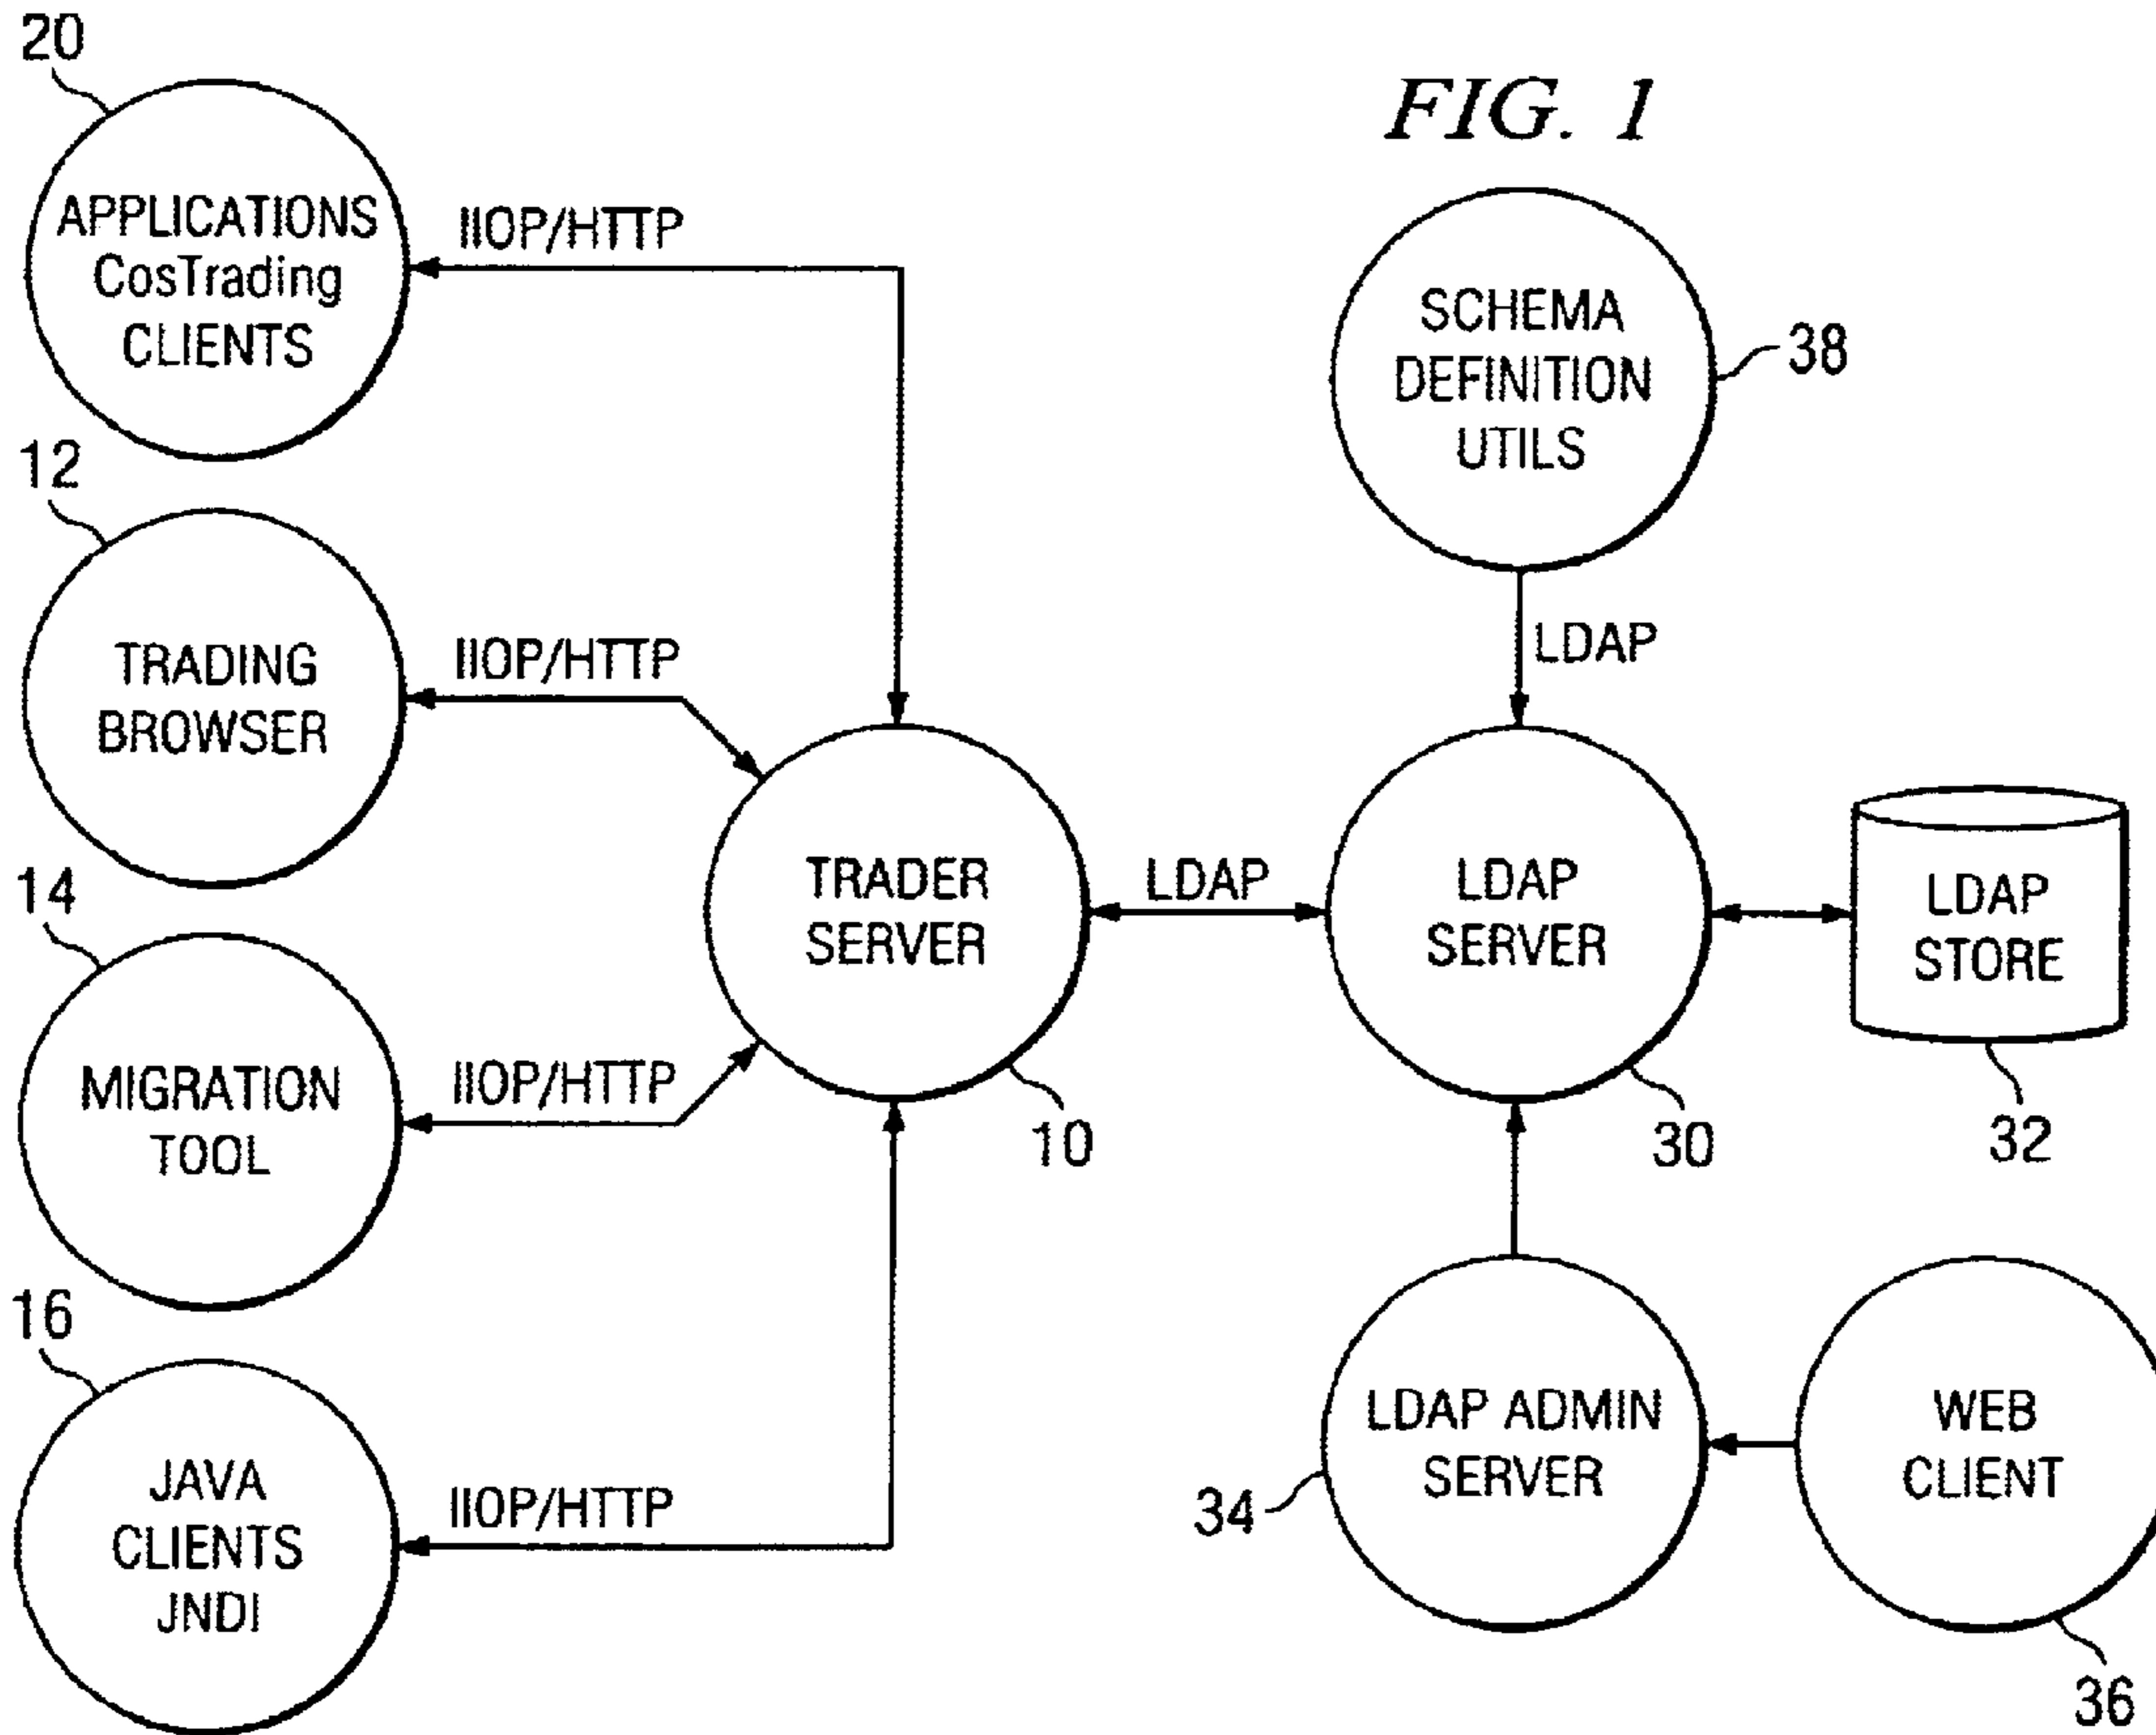 FIG. 1
20
APPLICATIONS
CosTrading
CLIENTS
IIOP/HTTP
SCHEMA
DEFINITION
UTILS
38
LDAP
12
TRADING
BROWSER
IIOP/HTTP
TRADER
SERVER
10
LDAP
LDAP
SERVER
30
LDAP
STORE
32
14
MIGRATION
TOOL
IIOP/HTTP
16
JAVA
CLIENTS
JNDI
IIOP/HTTP
LDAP ADMIN
SERVER
34
WEB
CLIENT
36